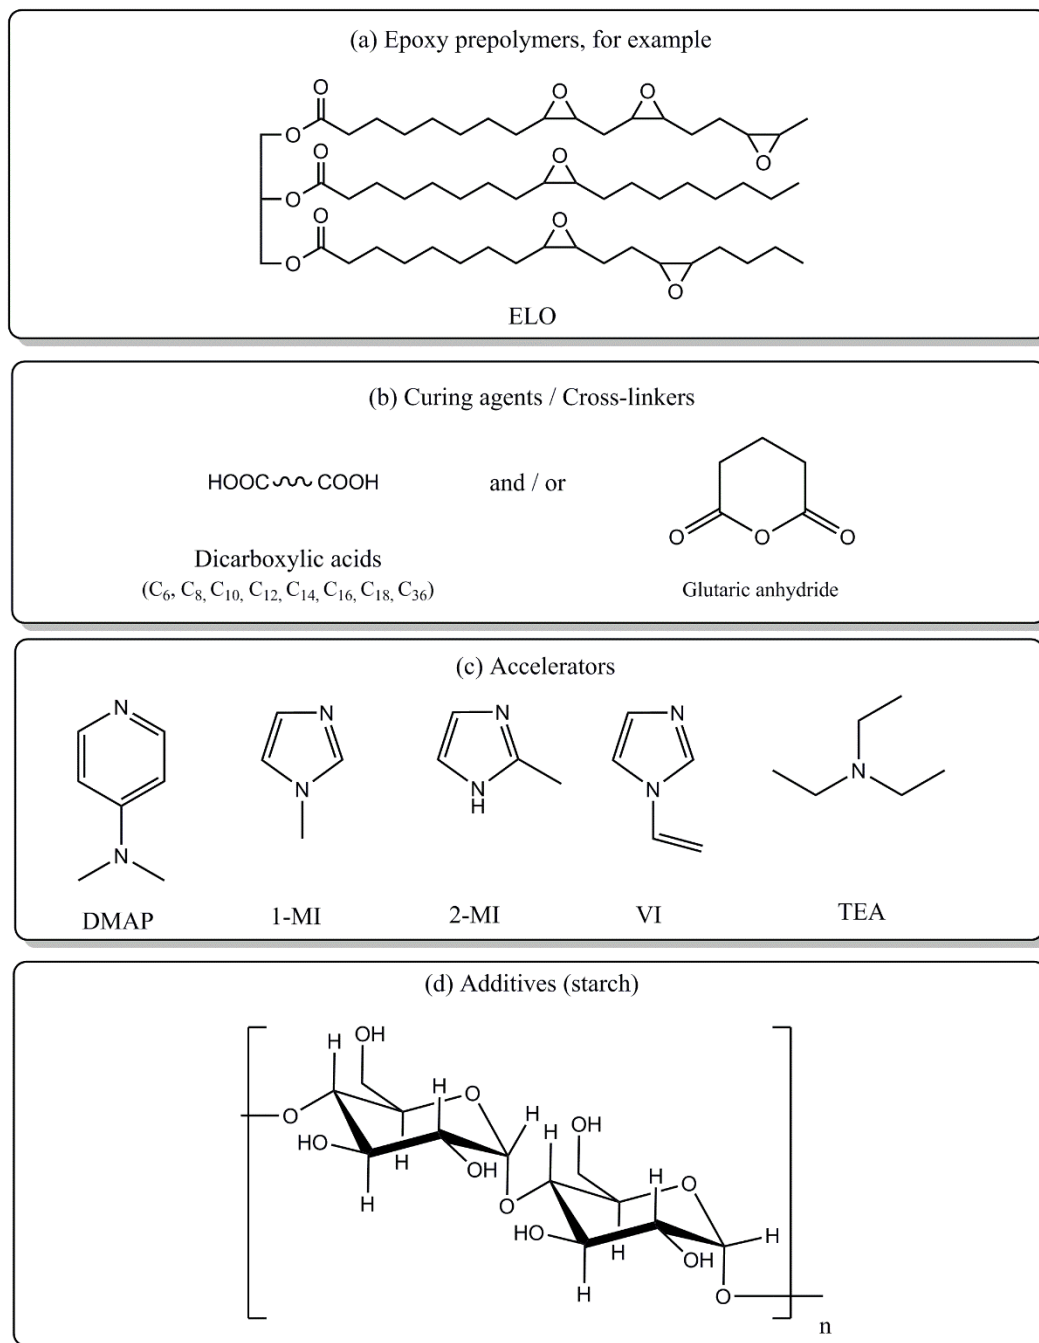 (a) Epoxy prepolymers, for example
O
O
O
O
O
O
O
O
O
O
O
O
ELO
(b) Curing agents / Cross-linkers
HOOC COOH
and / or
O O O
Dicarboxylic acids
(C6, C8, C10, C12, C14, C16, C18, C36)
Glutaric anhydride
(c) Accelerators
N N N N
N N H N N
N
DMAP 1-MI 2-MI VI TEA
(d) Additives (starch)
OH
H
H O
O H OH
HO H
H OH
H O H O
HO H H
OH
H O
n